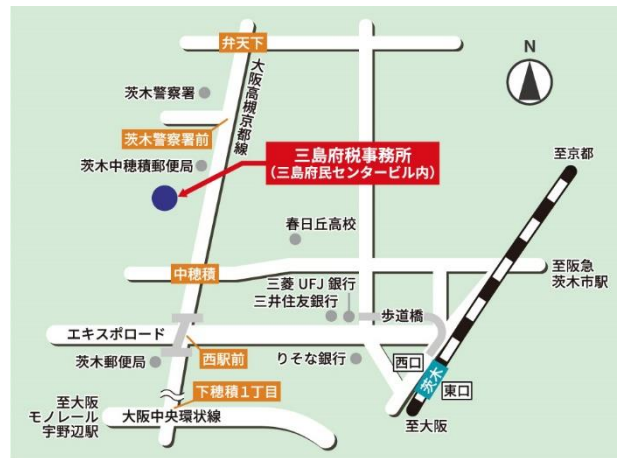 弁天下
N
大阪高槻京都線
茨木警察署
茨木警察署前
三島府税事務所
(三島府民センタービル内)
茨木中穂積郵便局
至京都
春日丘高校
中穂積
至阪急
茨木市駅
三菱UFJ銀行
三井住友銀行
歩道橋
エキスポロード
茨木郵便局
西駅前
りそな銀行
西口
茨木
東口
下穂積1丁目
至大阪
モノレール
宇野辺駅
大阪中央環状線
至大阪